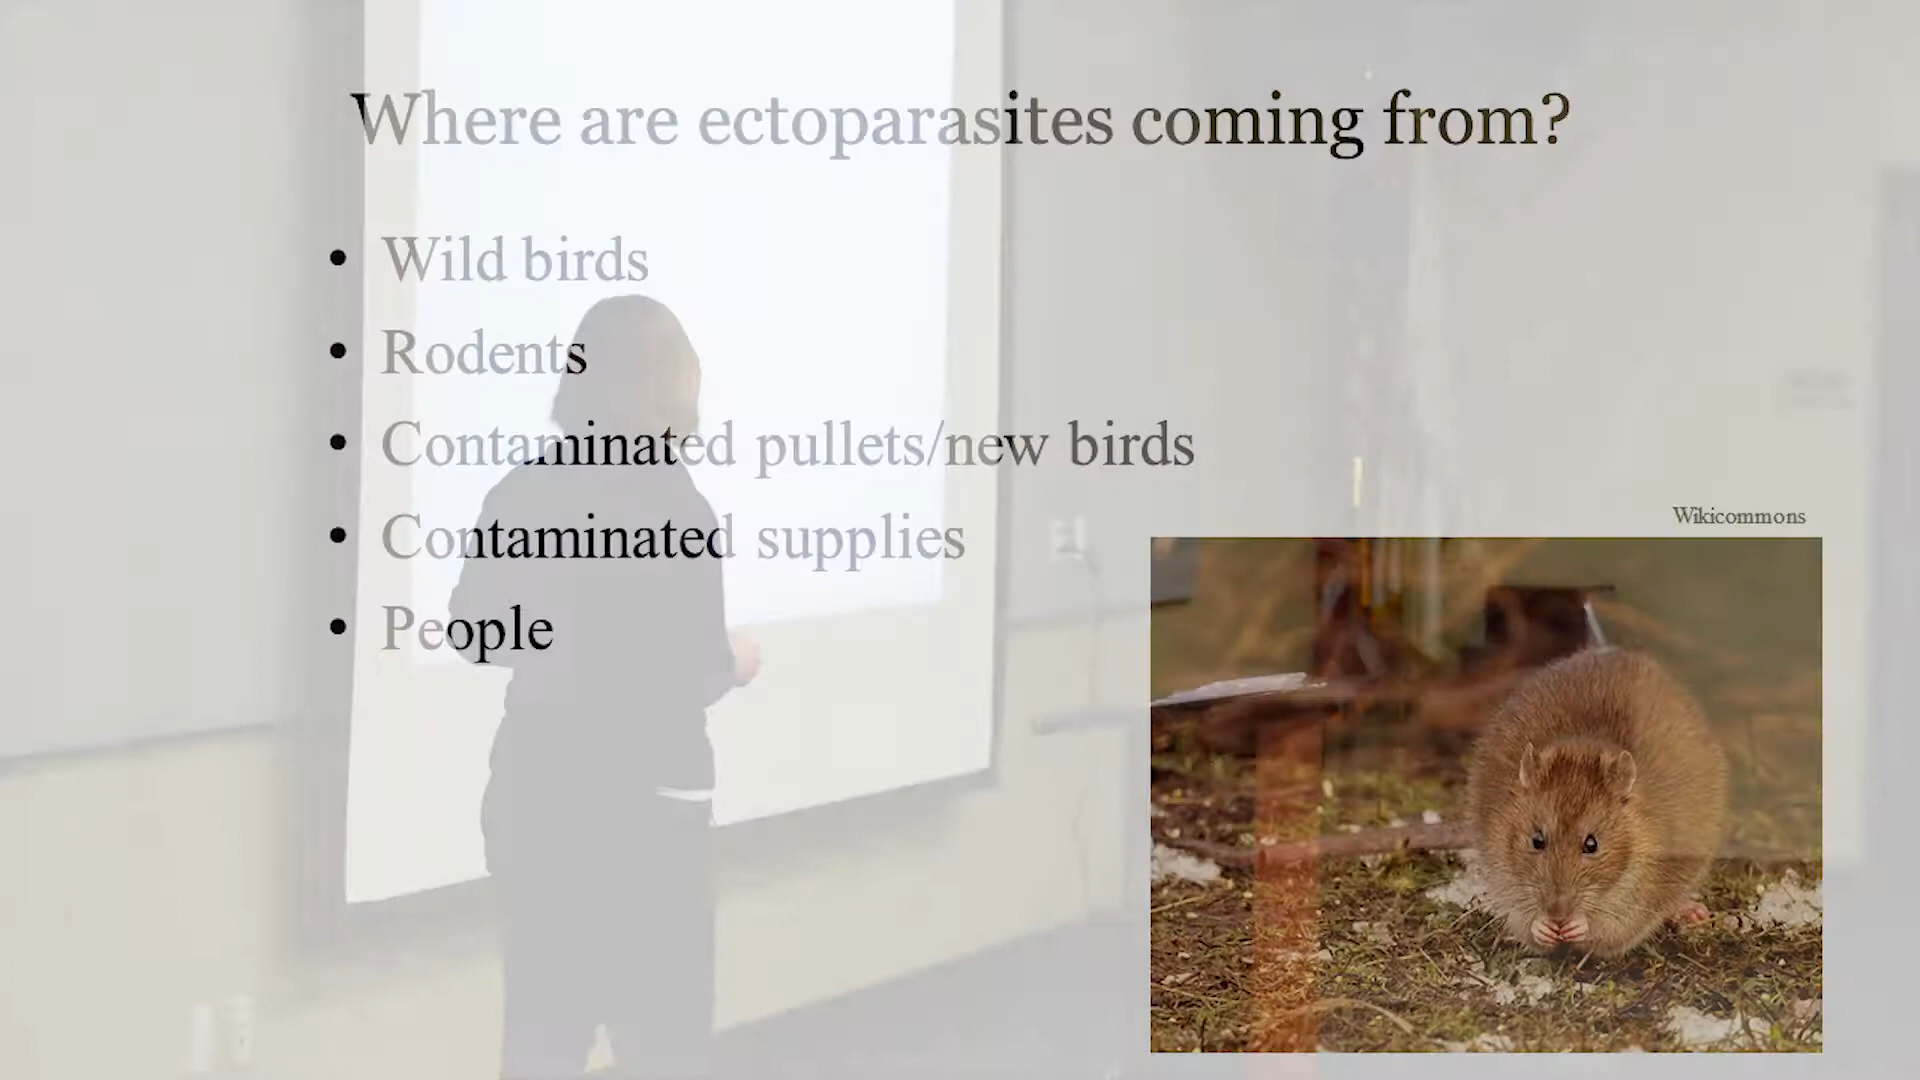 Where are ectoparasites coming from?
• Wild birds
• Rodents
• Contaminated pullets/new birds
• Contaminated supplies
• People
Wikicommons